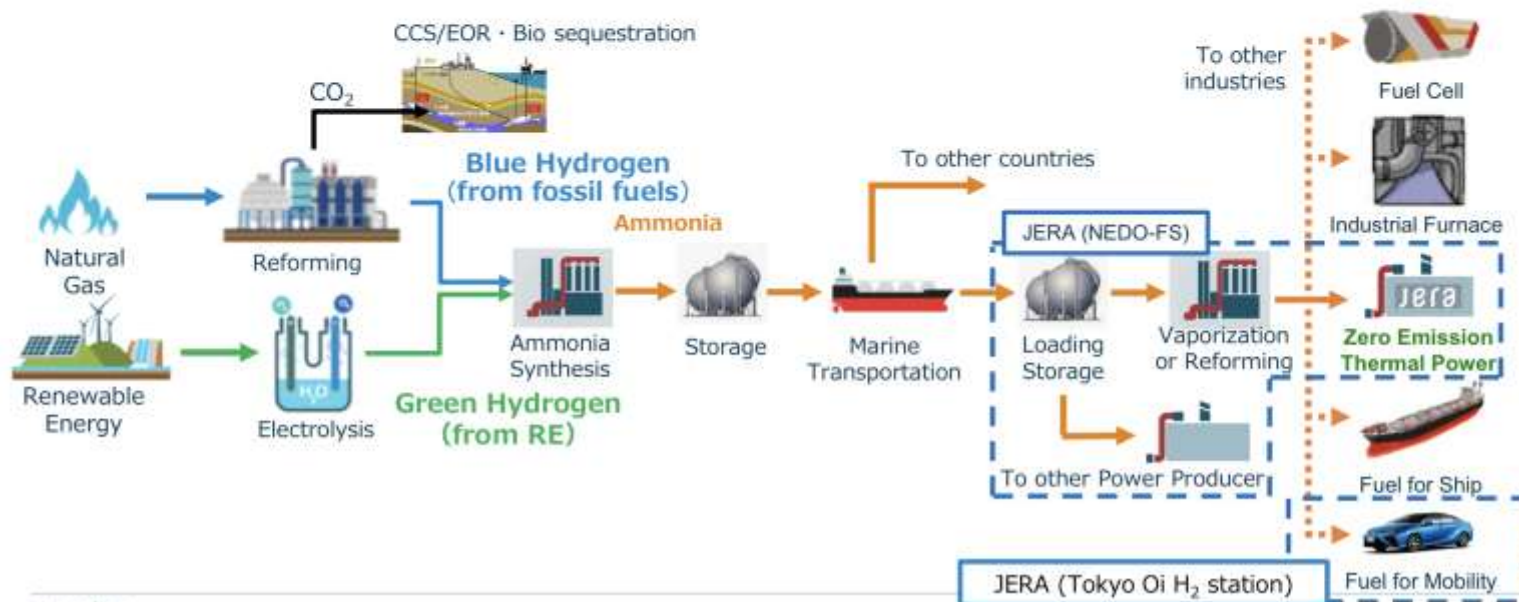 CCS/EOR・Bio sequestration
CO₂
To other
industries
Fuel Cell
Blue Hydrogen
(from fossil fuels)
To other countries
Natural
Gas
Reforming
Ammonia
JERA (NEDO-FS)
Industrial Furnace
Jera
Renewable
Energy
H₂O
Electrolysis
Ammonia
Synthesis
Storage
Marine
Transportation
Loading
Storage
Vaporization
or Reforming
Zero Emission
Thermal Power
Green Hydrogen
(from RE)
To other Power Producer
Fuel for Ship
JERA (Tokyo Oi H₂ station)
Fuel for Mobility